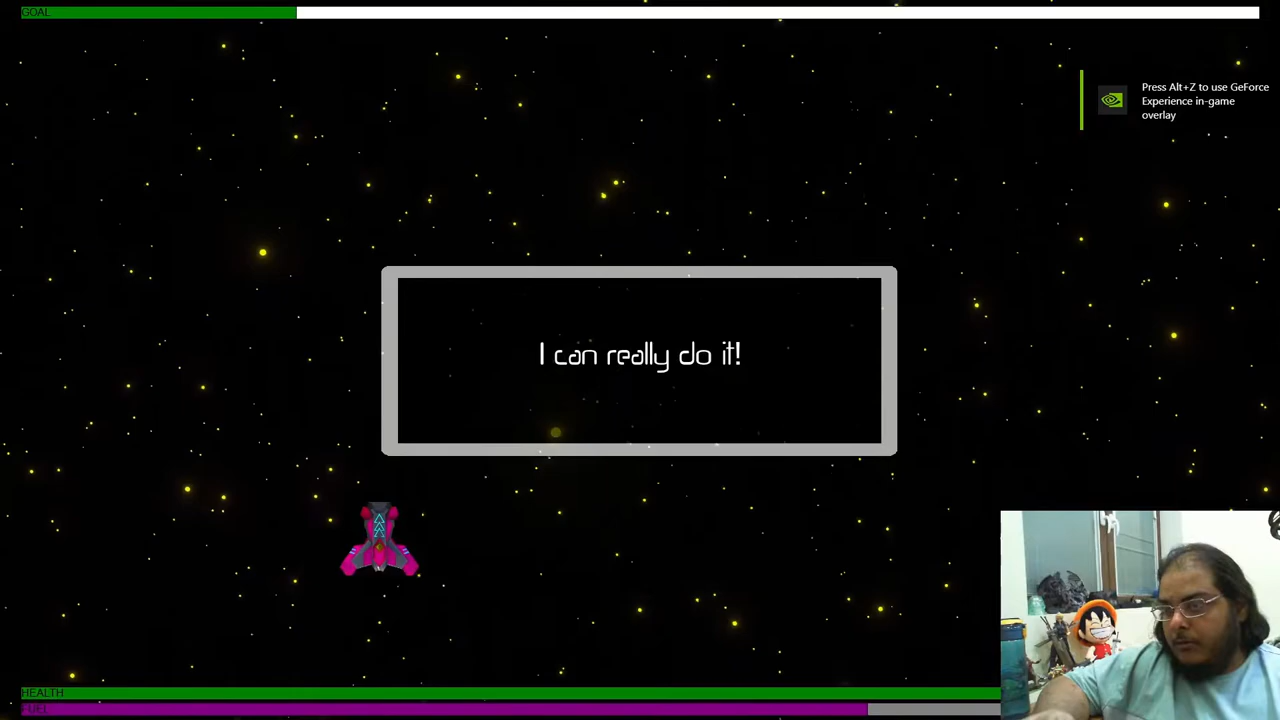 GOAL
Press Alt+Z to use GeForce
Experience in-game
overlay
I can really do it!
HEALTH
FUEL